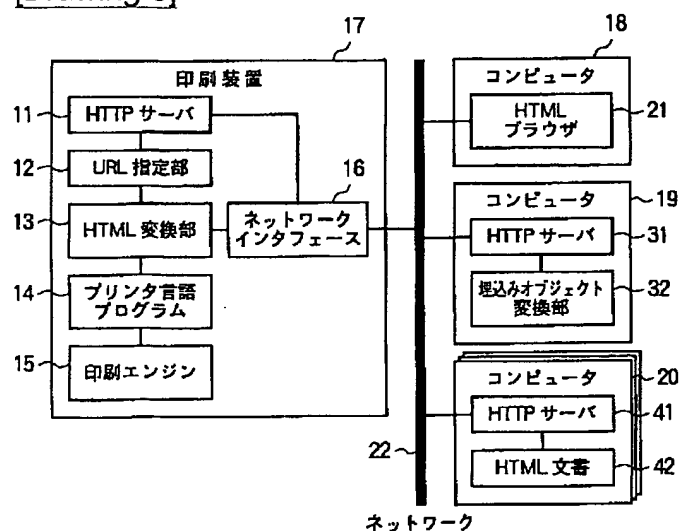 17
印刷装置
11
HTTP サーバ
12
URL 指定部
16
13
HTML 変換部
ネットワーク
インタフェース
14
プリンタ言語
プログラム
15
印刷エンジン
18
コンピュータ
HTML
ブラウザ
21
コンピュータ
19
HTTP サーバ
31
埋込みオブジェクト
変換部
32
コンピュータ
20
HTTP サーバ
41
22
HTML 文書
42
ネットワーク